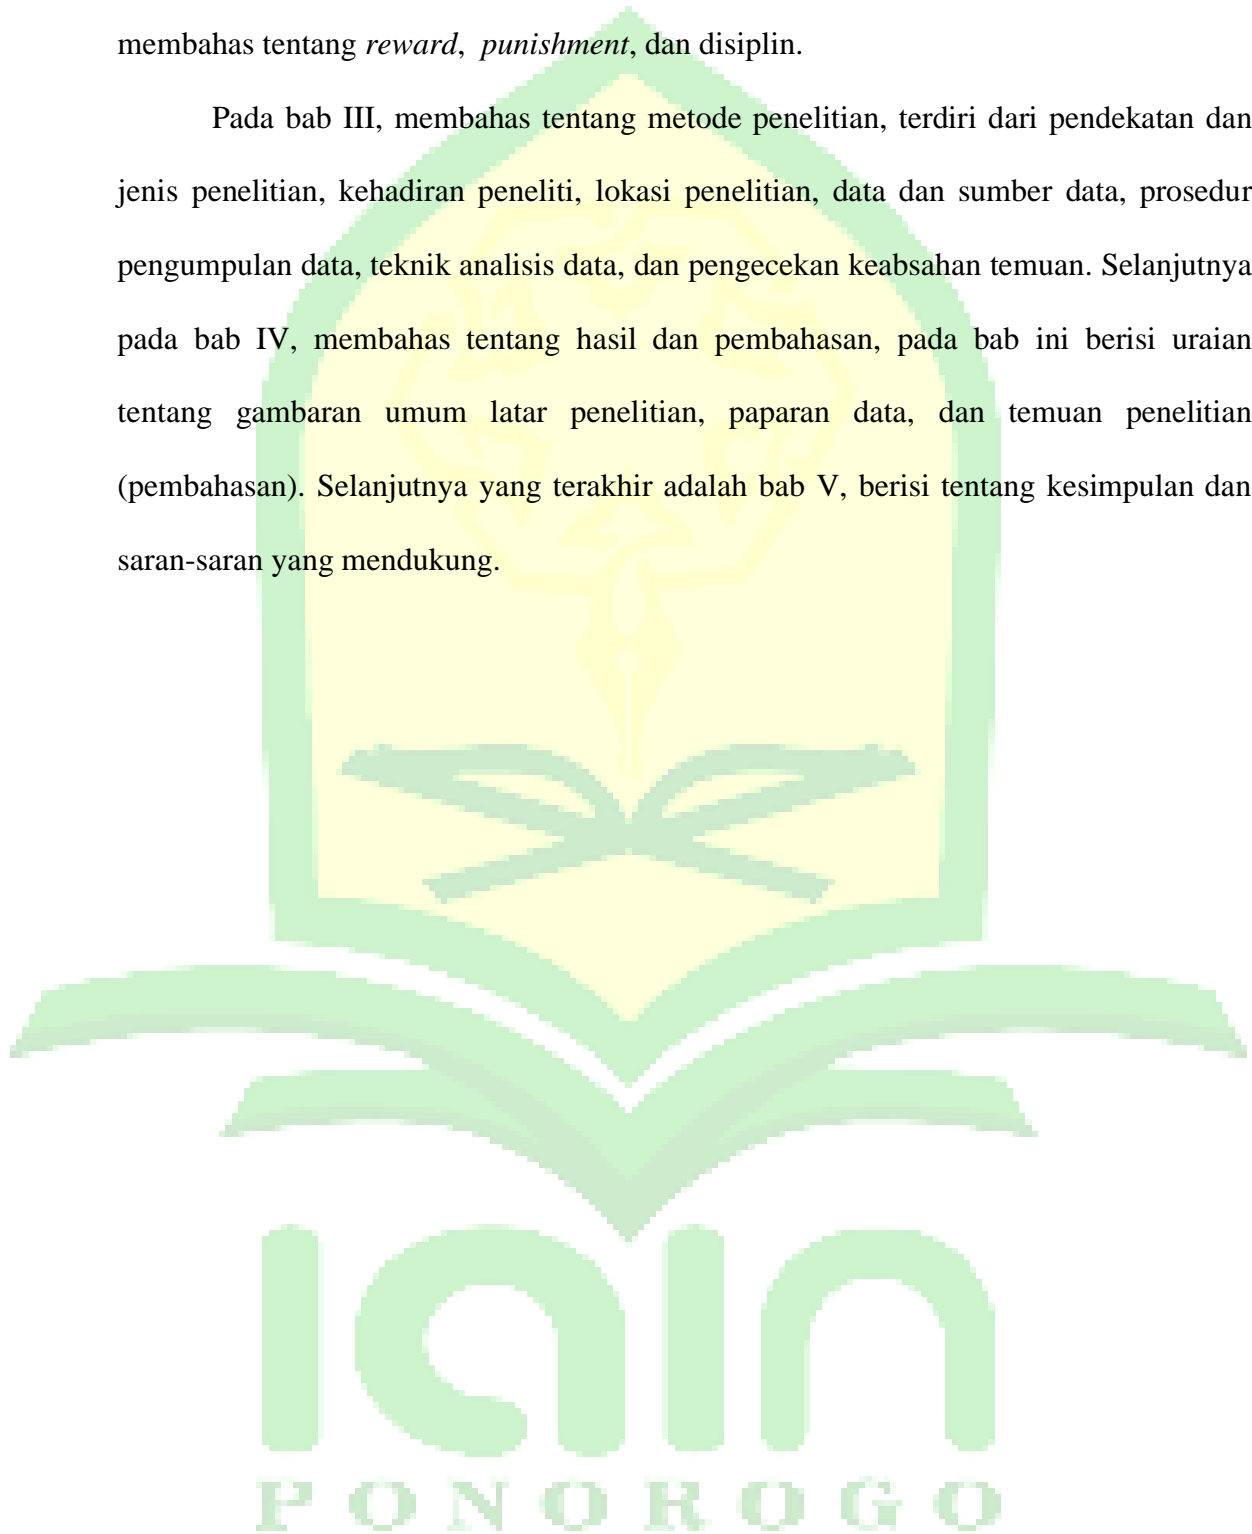 membahas tentang reward, punishment, dan disiplin.
Pada bab III, membahas tentang metode penelitian, terdiri dari pendekatan dan
jenis penelitian, kehadiran peneliti, lokasi penelitian, data dan sumber data, prosedur
pengumpulan data, teknik analisis data, dan pengecekan keabsahan temuan. Selanjutnya
pada bab IV, membahas tentang hasil dan pembahasan, pada bab ini berisi uraian
tentang gambaran umum latar penelitian, paparan data, dan temuan penelitian
(pembahasan). Selanjutnya yang terakhir adalah bab V, berisi tentang kesimpulan dan
saran-saran yang mendukung.
iain
PONOROGO